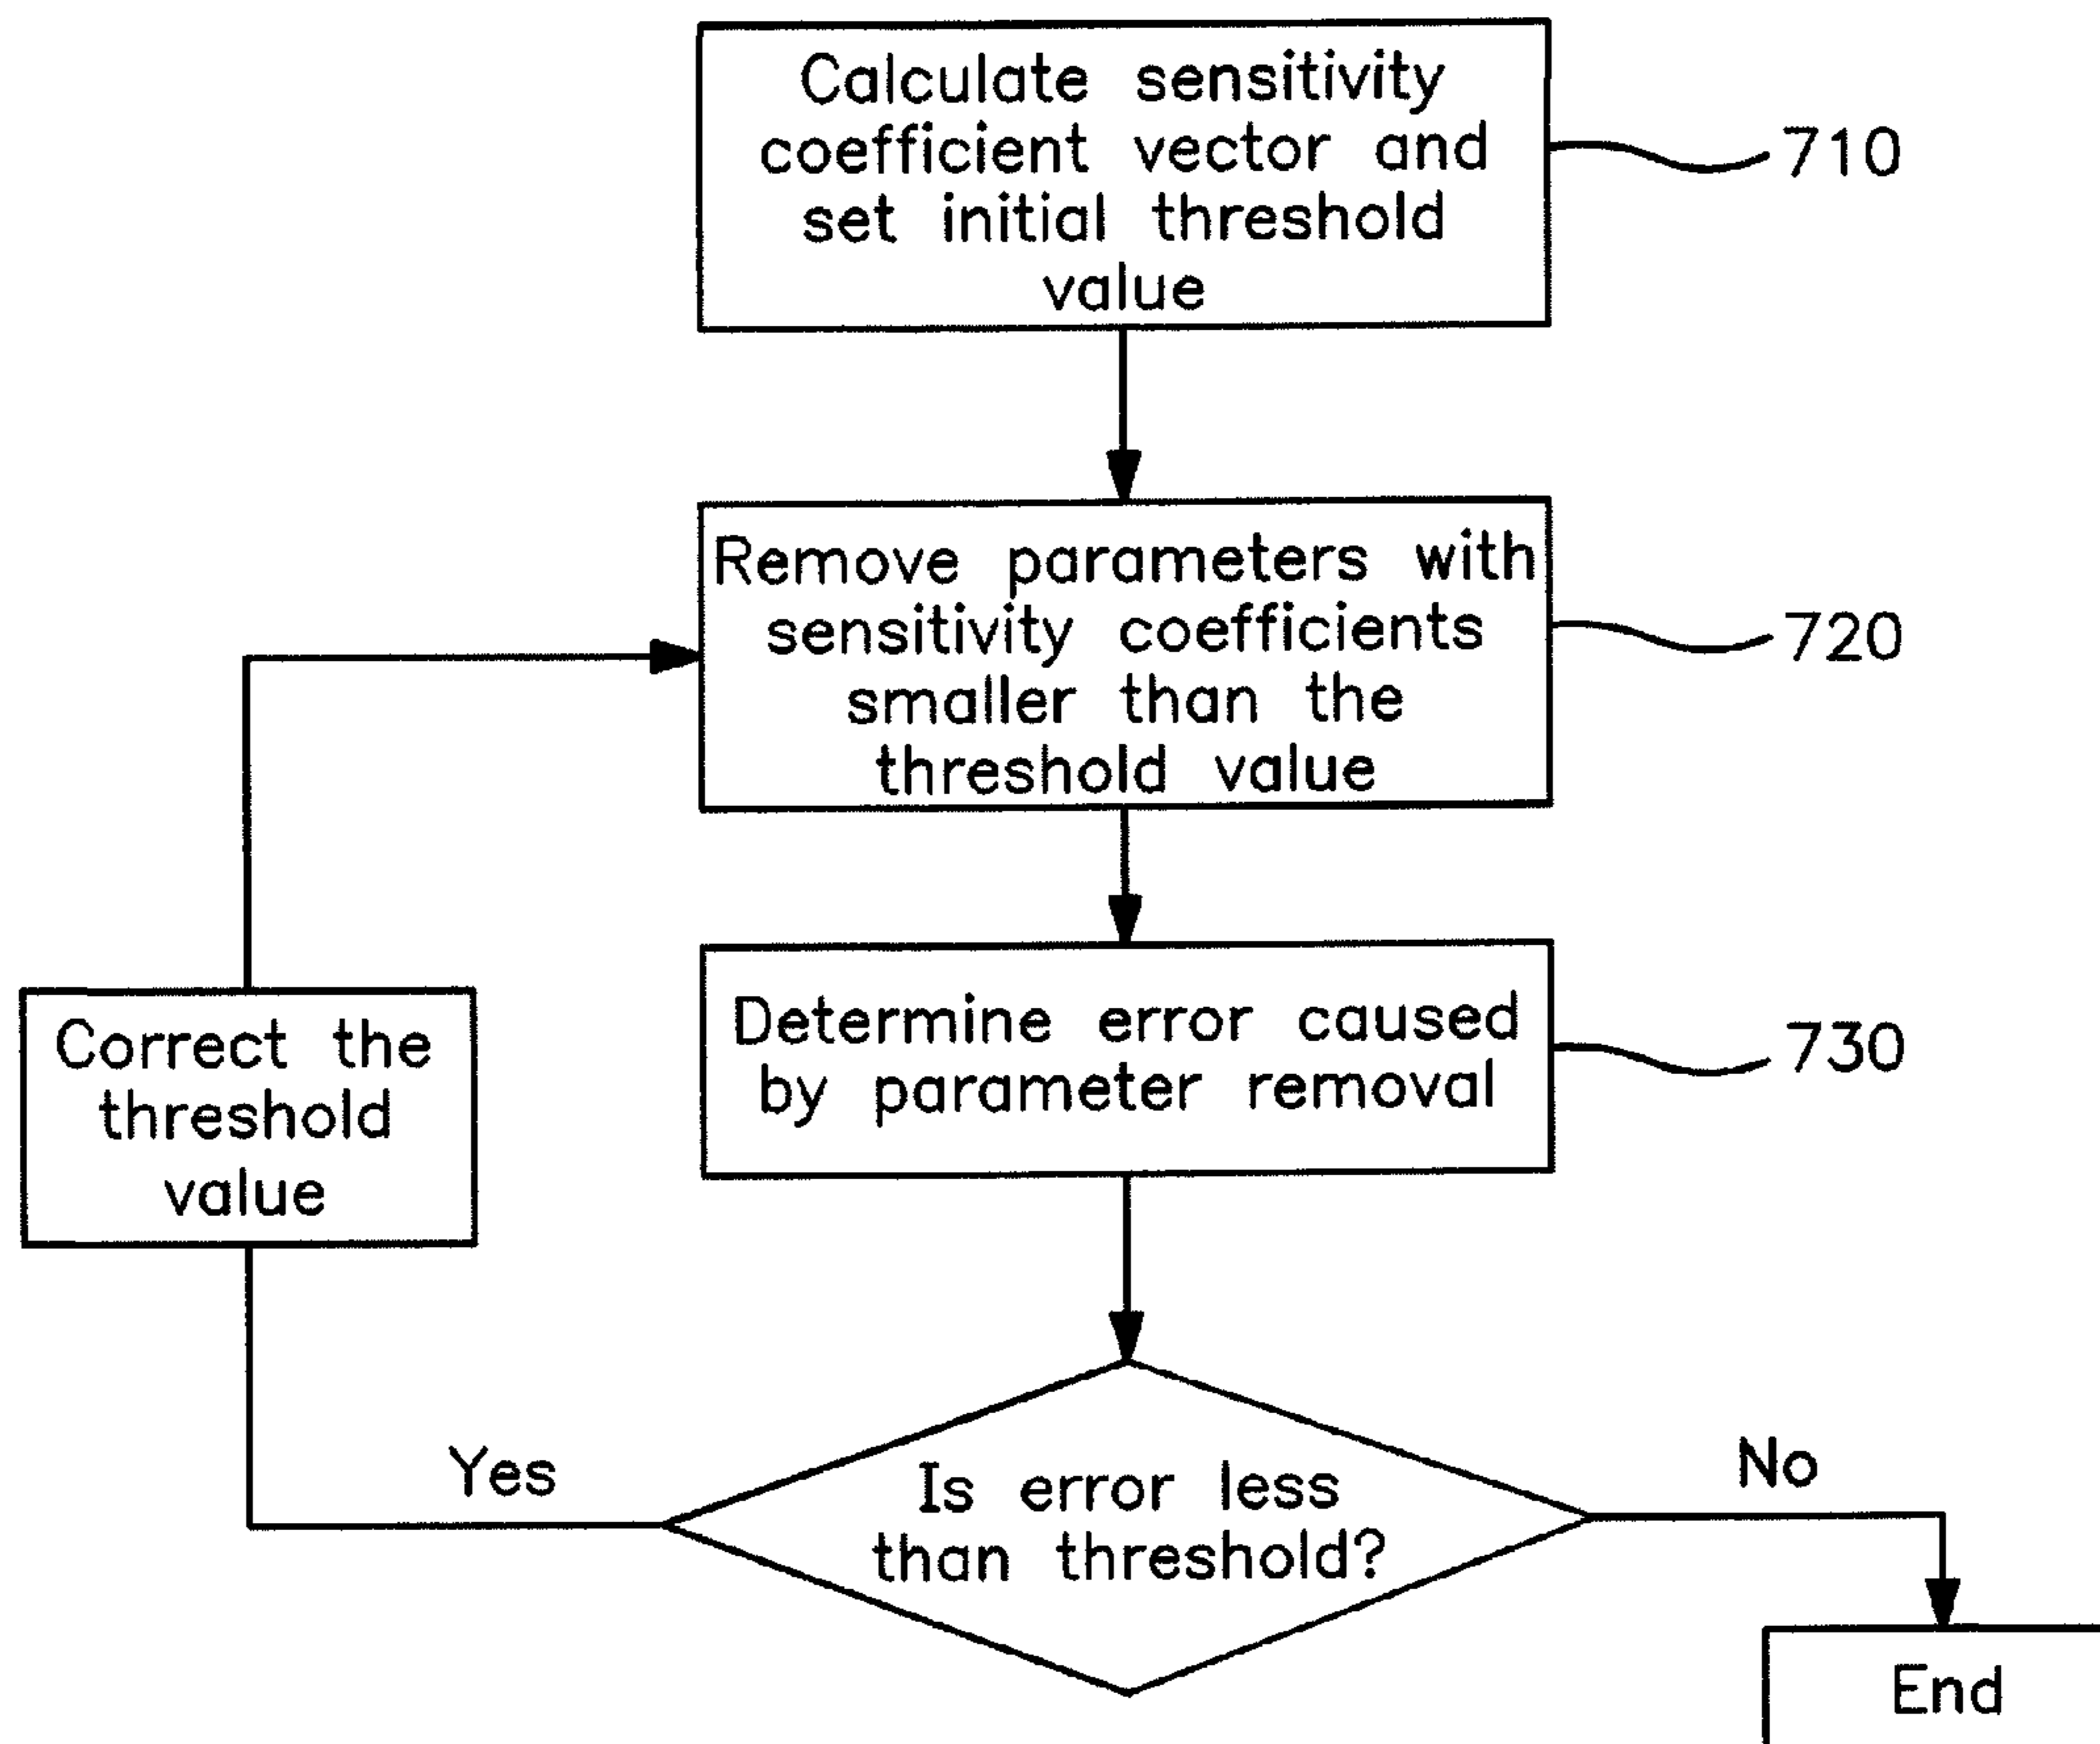 Calculate sensitivity
coefficient vector and
set initial threshold
value
710
Remove parameters with
sensitivity coefficients
smaller than the
threshold value
720
Determine error caused
by parameter removal
730
Correct the
threshold
value
Is error less
than threshold?
Yes
No
End